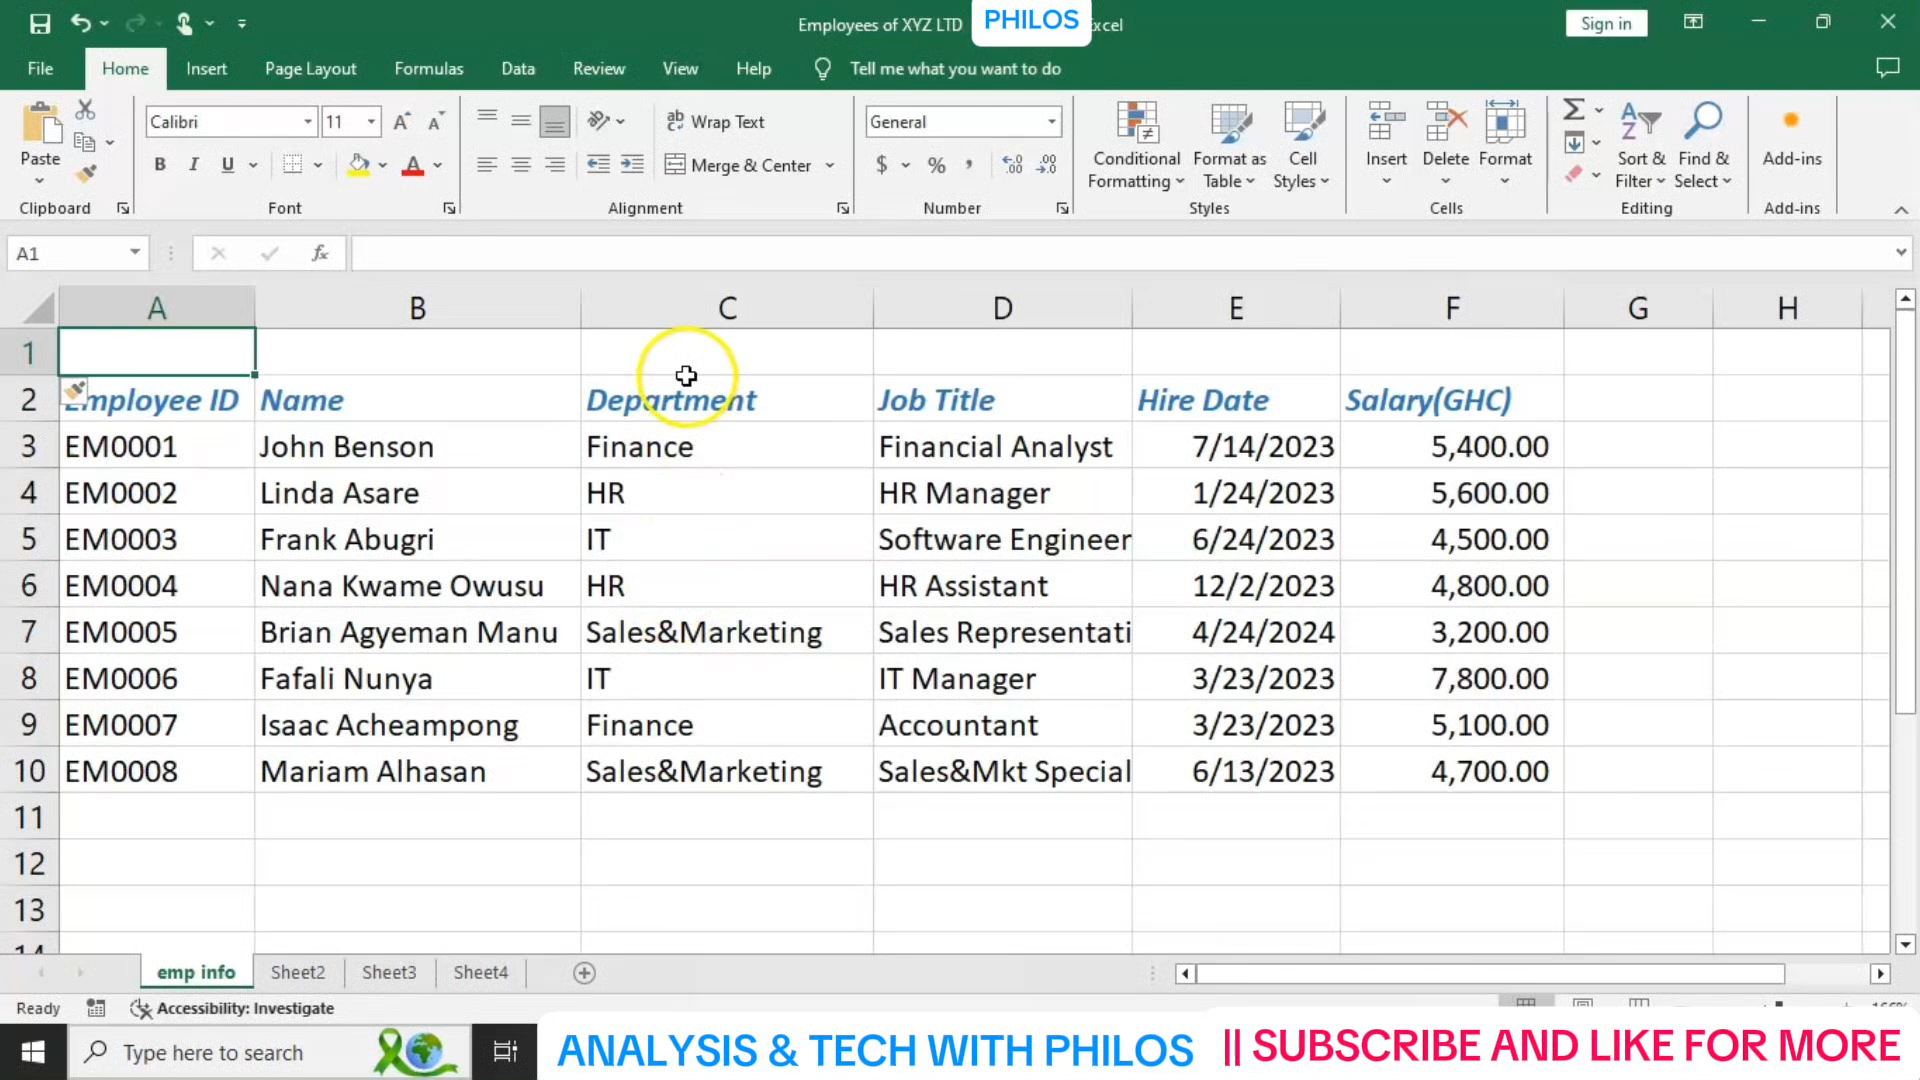 Employees of XYZ LTD PHILOS xcel Sign in
File Home Insert Page Layout Formulas Data Review View Help Tell me what you want to do
Calibri 11 Wrap Text General
Paste Merge & Center $ % Conditional Formatting Format as Table Cell Styles Insert Delete Format Sort & Filter Find & Select Add-ins
Clipboard Font Alignment Number Styles Cells Editing Add-ins
A1 fx
A B C D E F G H
1
2 Employee ID Name Department Job Title Hire Date Salary(GHC)
3 EM0001 John Benson Finance Financial Analyst 7/14/2023 5,400.00
4 EM0002 Linda Asare HR HR Manager 1/24/2023 5,600.00
5 EM0003 Frank Abugri IT Software Engineer 6/24/2023 4,500.00
6 EM0004 Nana Kwame Owusu HR HR Assistant 12/2/2023 4,800.00
7 EM0005 Brian Agyeman Manu Sales&Marketing Sales Representati 4/24/2024 3,200.00
8 EM0006 Fafali Nunya IT IT Manager 3/23/2023 7,800.00
9 EM0007 Isaac Acheampong Finance Accountant 3/23/2023 5,100.00
10 EM0008 Mariam Alhasan Sales&Marketing Sales&Mkt Special 6/13/2023 4,700.00
11
12
13
14
emp info Sheet2 Sheet3 Sheet4
Ready Accessibility: Investigate
Type here to search ANALYSIS & TECH WITH PHILOS || SUBSCRIBE AND LIKE FOR MORE